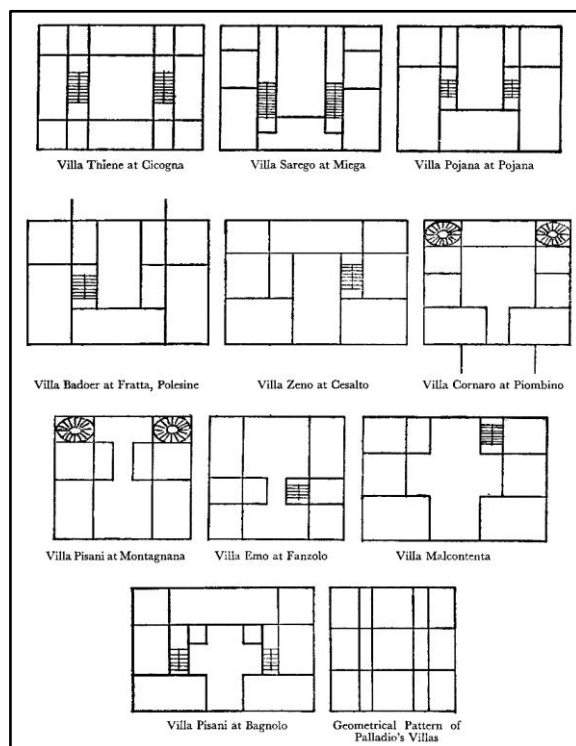 Villa Thiene at Cicogna
Villa Sarego at Miega
Villa Pojana at Pojana
Villa Badoer at Fratta, Polesine
Villa Zeno at Cesalto
Villa Cornaro at Piombino
Villa Pisani at Montagnana
Villa Emo at Fanzolo
Villa Malcontenta
Villa Pisani at Bagnolo
Geometrical Pattern of
Palladio's Villas